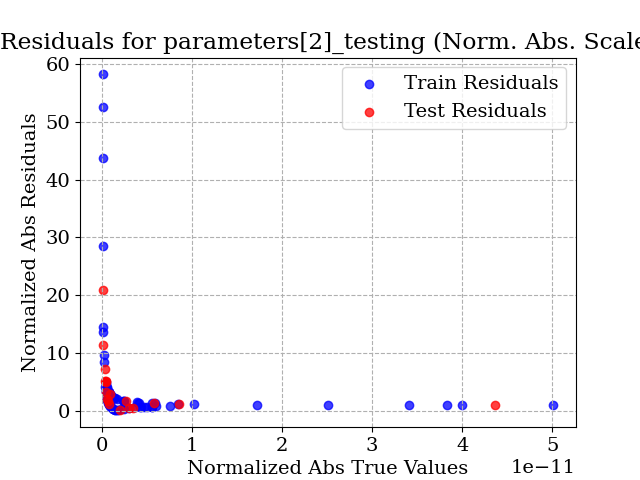 Residuals for parameters[2]_testing (Norm. Abs. Scale
Train Residuals
Test Residuals
Normalized Abs Residuals
60
50
40
30
20
10
0
0 1 2 3 4 5
1e−11
Normalized Abs True Values